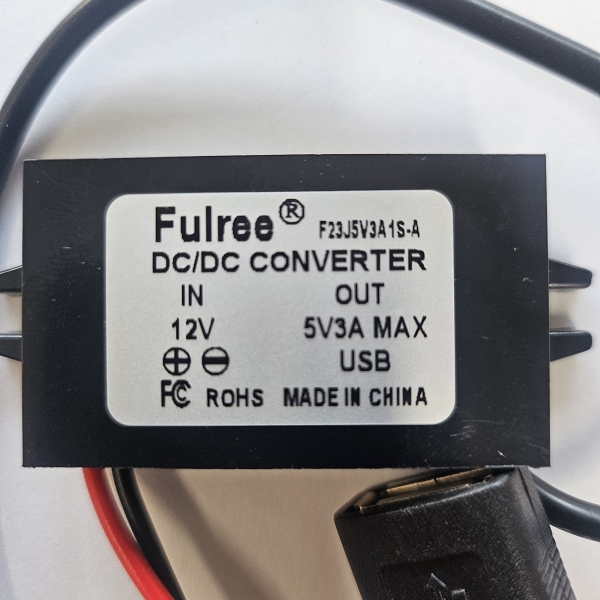 Fulree® F23J5V3A1S-A
DC/DC CONVERTER
IN OUT
12V 5V3A MAX
⊕ ⊖ USB
FC ROHS MADE IN CHINA